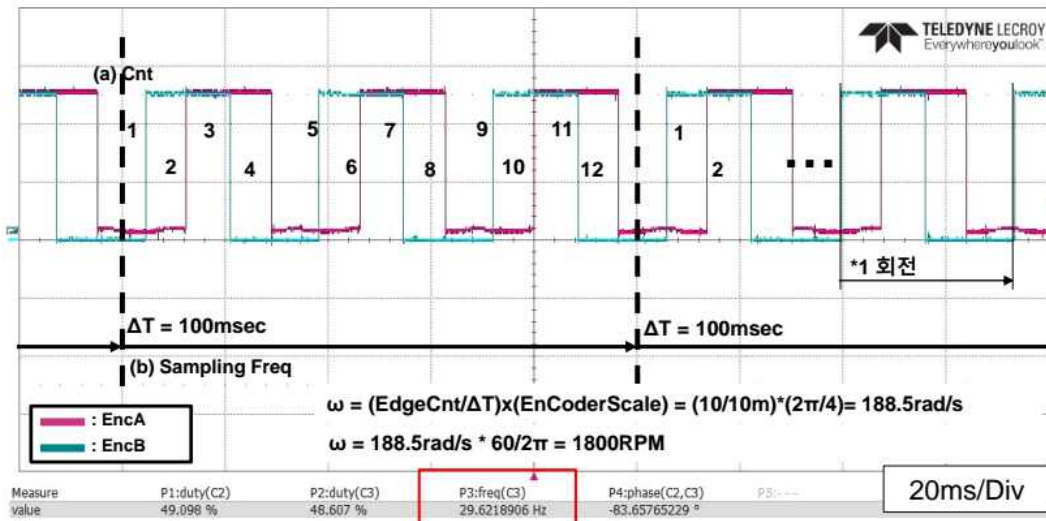 TELEDYNE LECROY
Everywhereyoulook™
(a) Cnt
1 3 5 7 9 11 1
2 4 6 8 10 12 2 ...
*1 회전
ΔT = 100msec ΔT = 100msec
(b) Sampling Freq
: EncA
: EncB
ω = (EdgeCnt/ΔT)x(EnCoderScale) = (10/10m)*(2π/4)= 188.5rad/s
ω = 188.5rad/s * 60/2π = 1800RPM
Measure P1:duty(C2) P2:duty(C3) P3:freq(C3) P4:phase(C2,C3) P5:- - -
value 49.098 % 48.607 % 29.6218906 Hz -83.65765229 °
20ms/Div